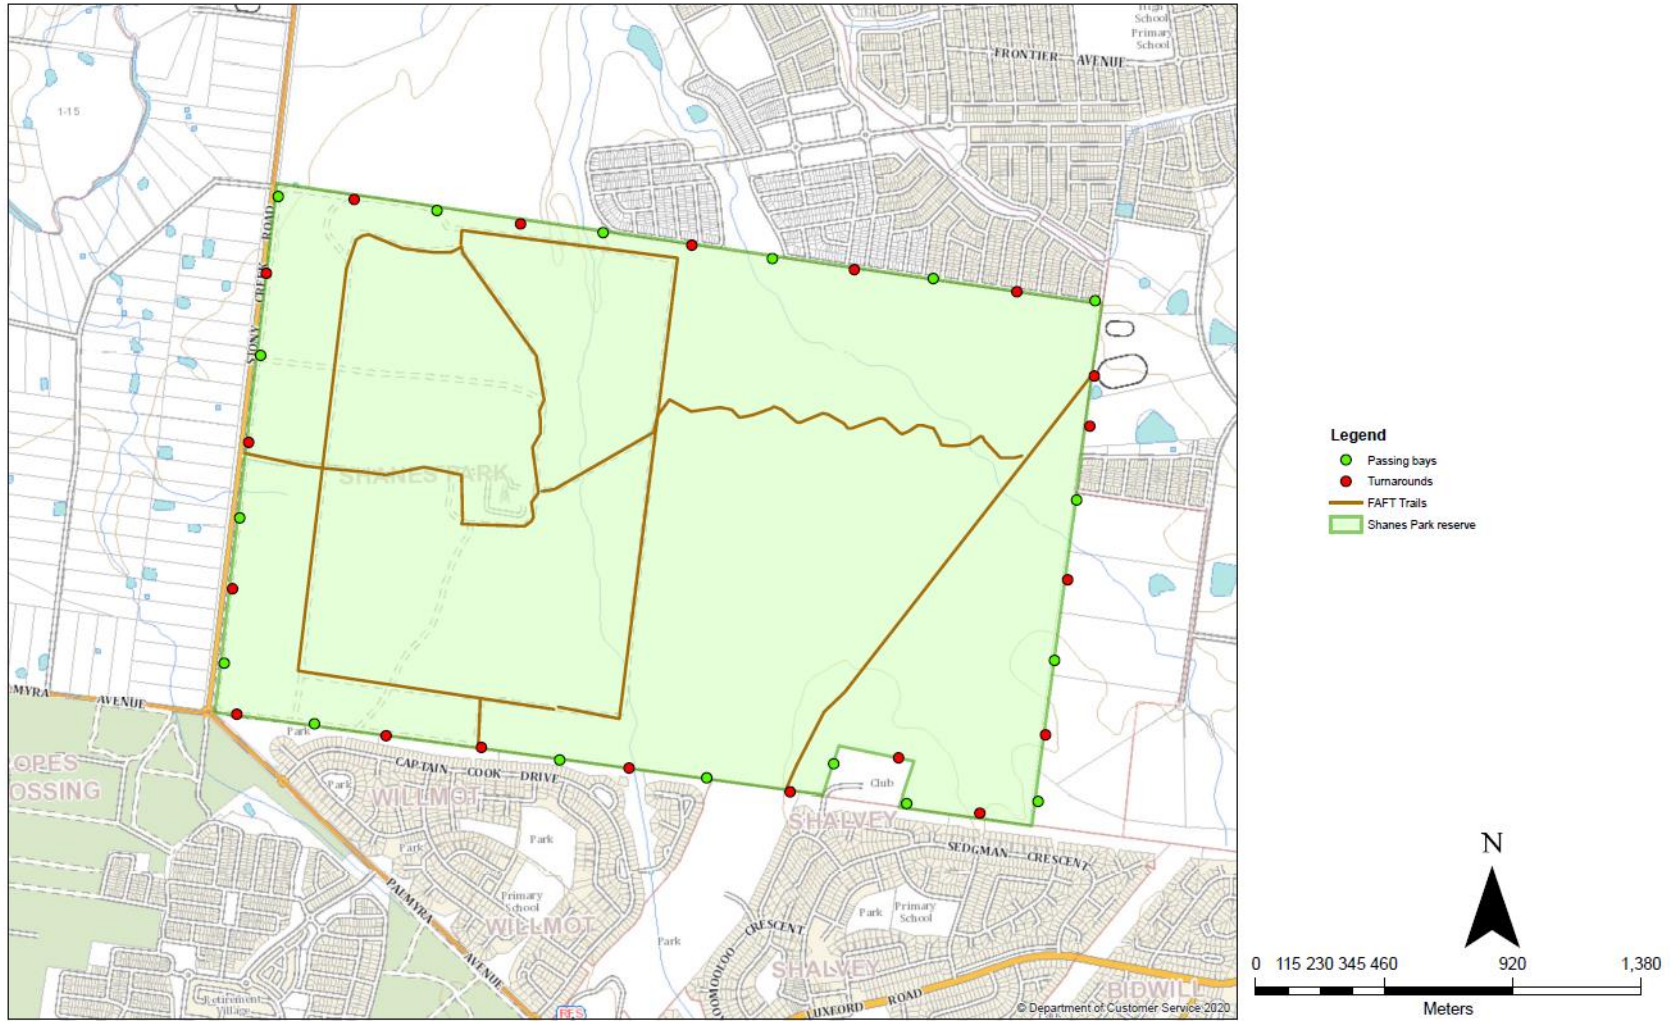 High
School
Primary
School
FRONTIER AVENUE
1-15
STONY CREEK ROAD
SHANES PARK
AVENUE
Park
CAPTAIN COOK DRIVE
Park
WILLMOT
Park
Park
Club
SHALVEY
SEDGMAN CRESCENT
PALMYRA AVENUE
Primary
School
WILLMOT
Park
Park
Primary
School
CRESCENT
SHALVEY
LUXFORD ROAD
BIDWILL
Retirement
Village
RFS
© Department of Customer Service 2020
Legend
Passing bays
Turnarounds
FAFT Trails
Shanes Park reserve
N
0 115 230 345 460 920 1,380
Meters